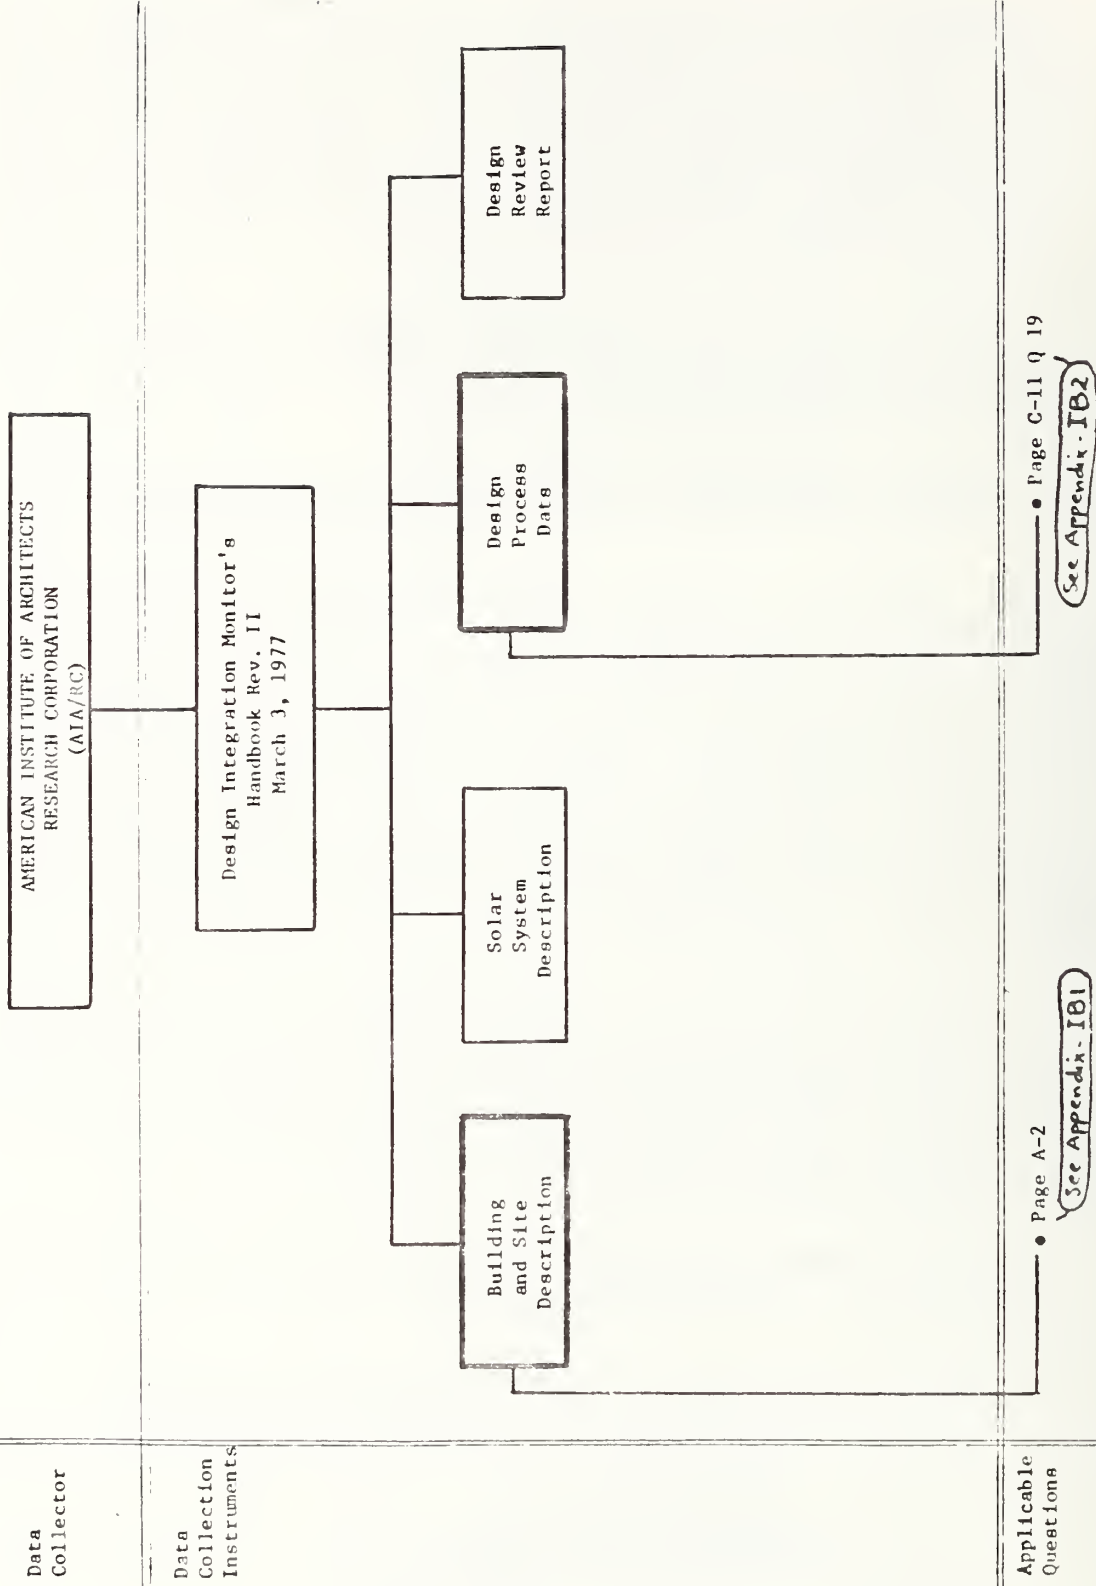 Data
Collector
AMERICAN INSTITUTE OF ARCHITECTS
RESEARCH CORPORATION
(AIA/RC)
Data
Collection
Instruments
Design Integration Monitor's
Handbook Rev. II
March 3, 1977
Building
and Site
Description
Solar
System
Description
Design
Process
Data
Design
Review
Report
Applicable
Questions
• Page A-2
See Appendix - IB1
• Page C-11 Q 19
See Appendix - IB2